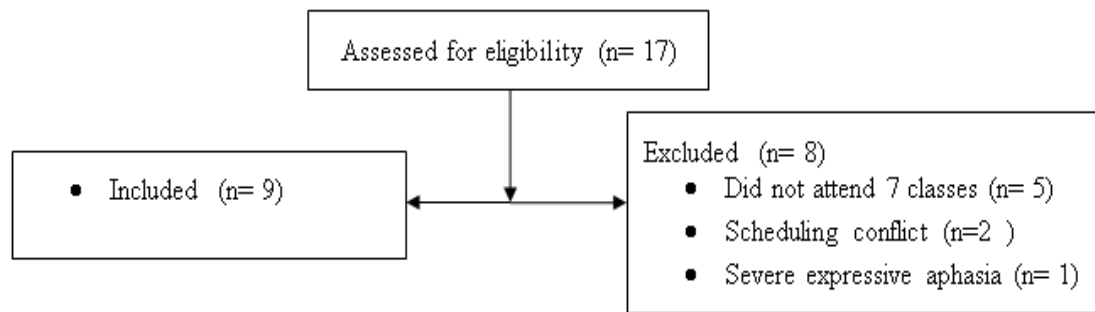 Assessed for eligibility (n= 17)
• Included (n= 9)
Excluded (n= 8)
• Did not attend 7 classes (n= 5)
• Scheduling conflict (n=2 )
• Severe expressive aphasia (n= 1)